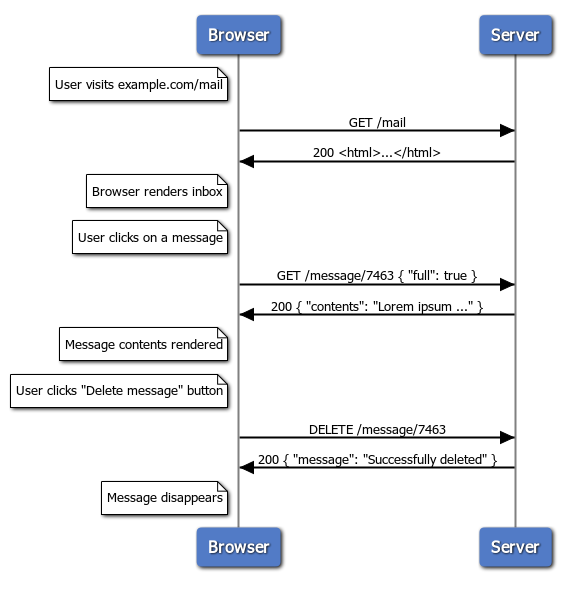 Browser
Server
User visits example.com/mail
GET /mail
200 <html>...</html>
Browser renders inbox
User clicks on a message
GET /message/7463 { "full": true }
200 { "contents": "Lorem ipsum ..." }
Message contents rendered
User clicks "Delete message" button
DELETE /message/7463
200 { "message": "Successfully deleted" }
Message disappears
Browser
Server